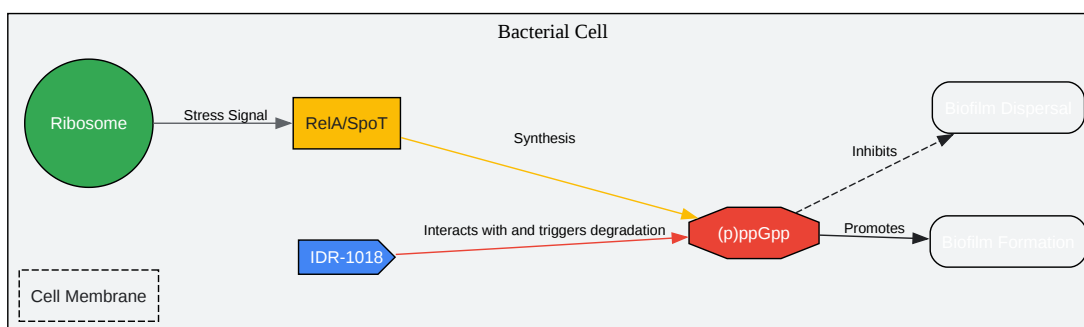 Bacterial Cell
Ribosome
Stress Signal
RelA/SpoT
Synthesis
Biofilm Dispersal
Inhibits
Interacts with and triggers degradation
(p)ppGpp
Promotes
Biofilm Formation
IDR-1018
Cell Membrane